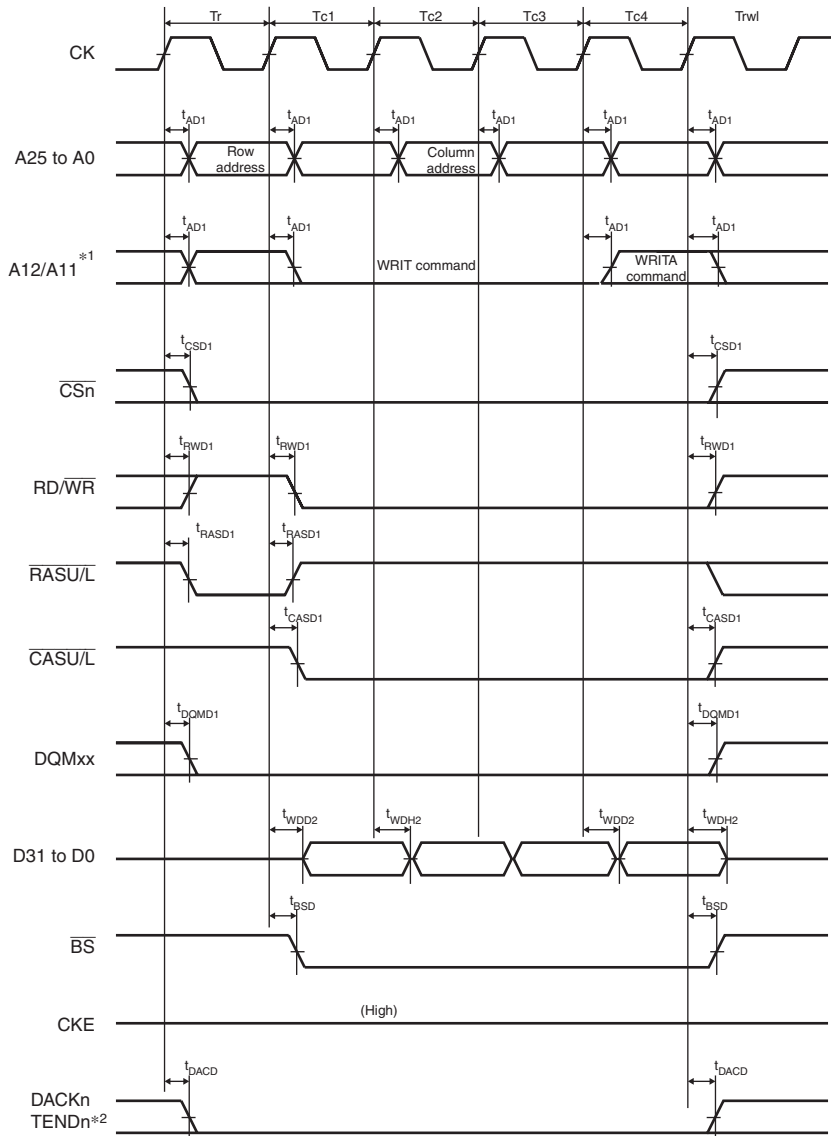 Tr Tc1 Tc2 Tc3 Tc4 Trwl
CK
tAD1 tAD1 tAD1 tAD1 tAD1 tAD1
A25 to A0
Row
address
Column
address
tAD1 tAD1 tAD1 tAD1
A12/A11 *1
WRIT command
WRITA
command
tCSD1 tCSD1
CSn
tRWD1 tRWD1 tRWD1
RD/WR
tRASD1 tRASD1
RASU/L
tCASD1 tCASD1
CASU/L
tDQMD1 tDQMD1
DQMxx
tWDD2 tWDH2 tWDD2 tWDH2
D31 to D0
tBSD tBSD
BS
(High)
CKE
tDACD tDACD
DACKn
TENDn*2